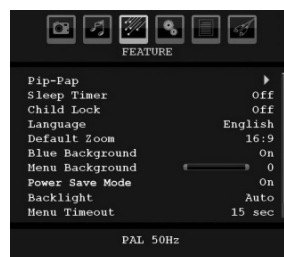 FEATURE
Pip-Pap
Sleep Timer Off
Child Lock Off
Language English
Default Zoom 16:9
Blue Background On
Menu Background 0
Power Save Mode On
Backlight Auto
Menu Timeout 15 sec
PAL 50Hz